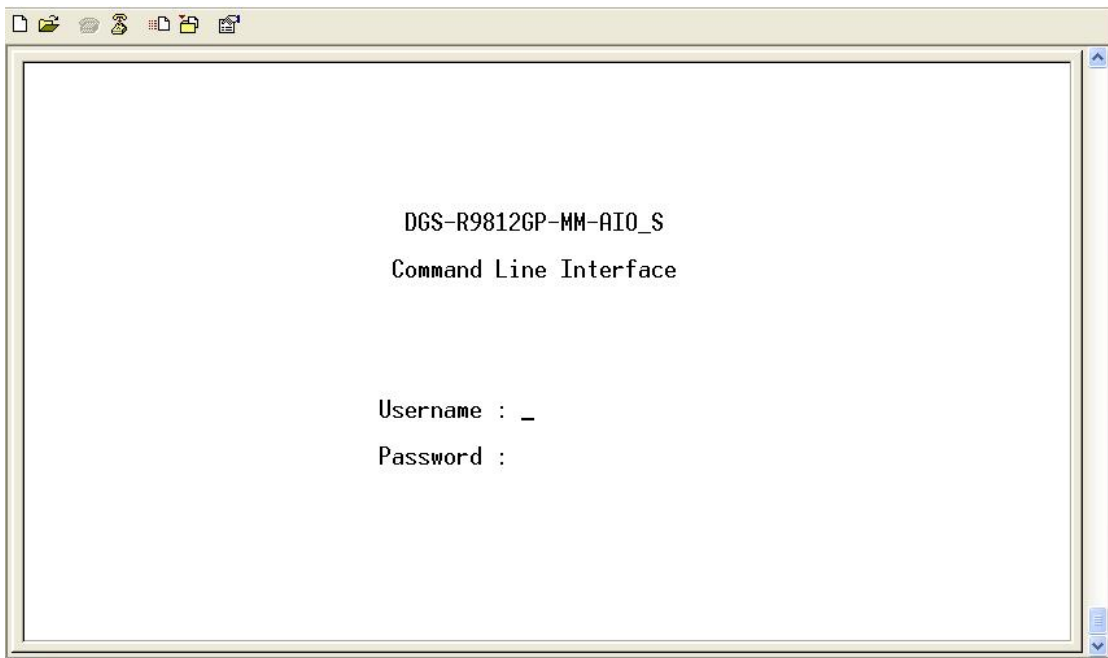 DGS-R9812GP-MM-AIO_S
Command Line Interface
Username : _
Password :